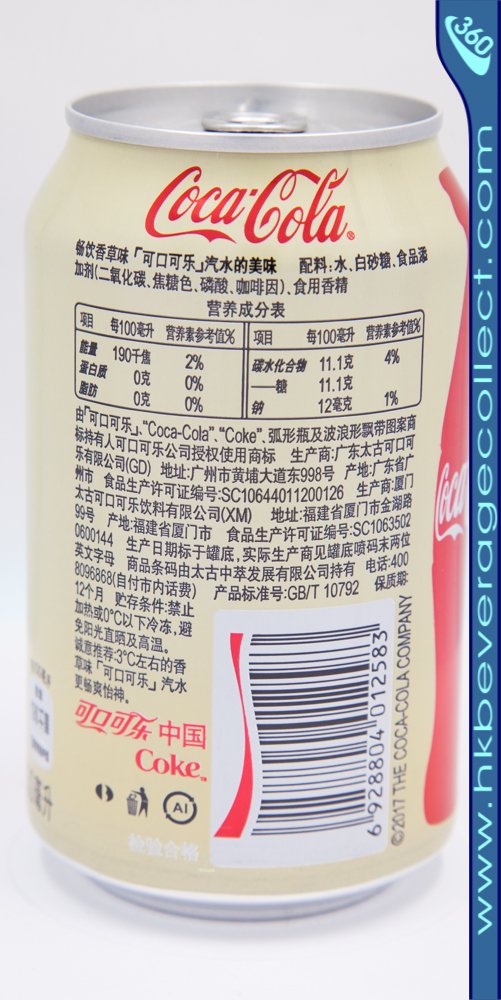 360
www.hkbeveragecollect.com
Coca-Cola®
畅饮香草味「可口可乐」汽水的美味 配料:水、白砂糖、食品添
加剂(二氧化碳、焦糖色、磷酸、咖啡因)、食用香精
营养成分表
项目 每100毫升 营养素参考值% 项目 每100毫升 营养素参考值%
能量 190千焦 2% 碳水化合物 11.1克 4%
蛋白质 0克 0% ——糖 11.1克
脂肪 0克 0% 钠 12毫克 1%
由「可口可乐」、“Coca-Cola”、“Coke”、弧形瓶及波浪形飘带图案商
标持有人可口可乐公司授权使用商标 生产商:广东太古可口可
乐有限公司(GD) 地址:广州市黄埔大道东998号 产地:广东省广
州市 食品生产许可证编号:SC10644011200126 生产商:厦门
太古可口可乐饮料有限公司(XM) 地址:福建省厦门市金湖路
99号 产地:福建省厦门市 食品生产许可证编号:SC1063502
0600144 生产日期标于罐底,实际生产商见罐底喷码末两位
英文字母 商品条码由太古中萃发展有限公司持有 电话:400
8096868(自付市内话费) 产品标准号:GB/T 10792 保质期:
12个月 贮存条件:禁止
加热或0°C以下冷冻,避
免阳光直晒及高温。
诚意推荐:3°C左右的香
草味「可口可乐」汽水
更畅爽怡神。
可口可乐 中国
Coke™
AI
检验合格
毫升
6 928804 012583
©2017 THE COCA-COLA COMPANY
Coca